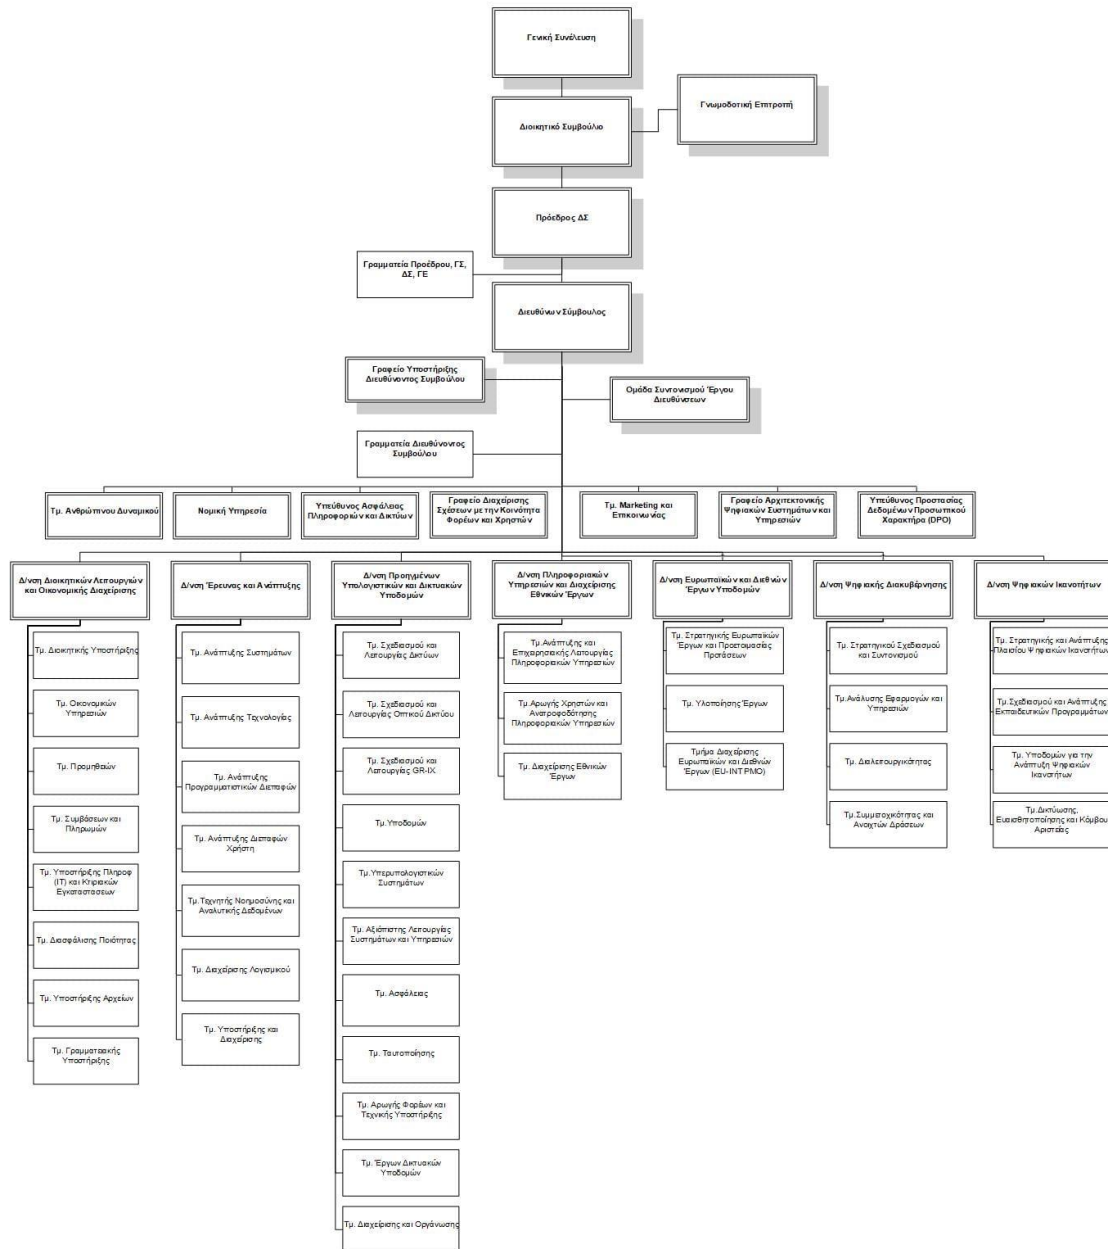 Γενική Συνέλευση
Γνωμοδοτική Επιτροπή
Διοικητικό Συμβούλιο
Πρόεδρος ΔΣ
Γραμματεία Προέδρου, ΓΣ,
ΔΣ, ΓΕ
Διευθύνων Σύμβουλος
Γραφείο Υποστήριξης
Διευθύνοντος Συμβούλου
Ομάδα Συντονισμού Έργου
Διευθύνσεων
Γραμματεία Διευθύνοντος
Συμβούλου
Τμ. Ανθρώπινου Δυναμικού
Νομική Υπηρεσία
Υπεύθυνος Ασφάλειας
Πληροφοριών και Δικτύων
Γραφείο Διαχείρισης
Σχέσεων με την Κοινότητα
Φορέων και Χρηστών
Τμ. Marketing και
Επικοινωνίας
Γραφείο Αρχιτεκτονικής
Ψηφιακών Συστημάτων και
Υπηρεσιών
Υπεύθυνος Προστασίας
Δεδομένων Προσωπικού
Χαρακτήρα (DPO)
Δ/νση Διοικητικών Λειτουργιών
και Οικονομικής Διαχείρισης
Τμ. Διοικητικής Υποστήριξης
Τμ. Οικονομικών
Υπηρεσιών
Τμ. Προμηθειών
Τμ. Συμβάσεων και
Πληρωμών
Τμ. Υποστήριξης Πληροφ
(IT) και Κτιριακών
Εγκαταστασεων
Τμ. Διασφάλισης Ποιότητας
Τμ. Υποστήριξης Αρχείων
Τμ. Γραμματειακής
Υποστήριξης
Δ/νση Έρευνας και Ανάπτυξης
Τμ. Ανάπτυξης Συστημάτων
Τμ. Ανάπτυξης Τεχνολογίας
Τμ. Ανάπτυξης
Προγραμματιστικών Διεπαφών
Τμ. Ανάπτυξης Διεπαφών
Χρήστη
Τμ.Τεχνητής Νοημοσύνης και
Αναλυτικής Δεδομένων
Τμ. Διαχείρισης Λογισμικού
Τμ. Υποστήριξης και
Διαχείρισης
Δ/νση Προηγμένων
Υπολογιστικών και Δικτυακών
Υποδομών
Τμ. Σχεδιασμού και
Λειτουργίας Δικτύων
Τμ. Σχεδιασμού και
Λειτουργίας Οπτικού Δικτύου
Τμ. Σχεδιασμού και
Λειτουργίας GR-IX
Τμ.Υποδομών
Τμ.Υπερυπολογιστικών
Συστημάτων
Τμ. Αξιόπιστης Λειτουργίας
Συστημάτων και Υπηρεσιών
Τμ. Ασφάλειας
Τμ. Ταυτοποίησης
Τμ. Αρωγής Φορέων και
Τεχνικής Υποστήριξης
Τμ. Έργων Δικτυακών
Υποδομών
Τμ. Διαχείρισης και Οργάνωσης
Δ/νση Πληροφοριακών
Υπηρεσιών και Διαχείρισης
Εθνικών Έργων
Τμ.Ανάπτυξης και
Επιχειρησιακής Λειτουργίας
Πληροφοριακών Υπηρεσιών
Τμ.Αρωγής Χρηστών και
Ανατροφοδότησης
Πληροφοριακών Υπηρεσιών
Τμ. Διαχείρισης Εθνικών
Έργων
Δ/νση Ευρωπαϊκών και Διεθνών
Έργων Υποδομών
Τμ. Στρατηγικής Ευρωπαϊκών
Έργων και Προετοιμασίας
Προτάσεων
Τμ. Υλοποίησης Έργων
Τμήμα Διαχείρισης
Ευρωπαϊκών και Διεθνών
Έργων (EU-INT PMO)
Δ/νση Ψηφιακής Διακυβέρνησης
Τμ. Στρατηγικού Σχεδιασμού
και Συντονισμού
Τμ.Ανάλυσης Εφαρμογών και
Υπηρεσιών
Τμ. Διαλειτουργικότητας
Τμ.Συμμετοχικότητας και
Ανοιχτών Δράσεων
Δ/νση Ψηφιακών Ικανοτήτων
Τμ. Στρατηγικής και Ανάπτυξης
Πλαισίου Ψηφιακών Ικανοτήτων
Τμ.Σχεδιασμού και Ανάπτυξης
Εκπαιδευτικών Προγραμμάτων
Τμ. Υποδομών για την
Ανάπτυξη Ψηφιακών
Ικανοτήτων
Τμ.Δικτύωσης,
Ευαισθητοποίησης και Κόμβου
Αριστείας